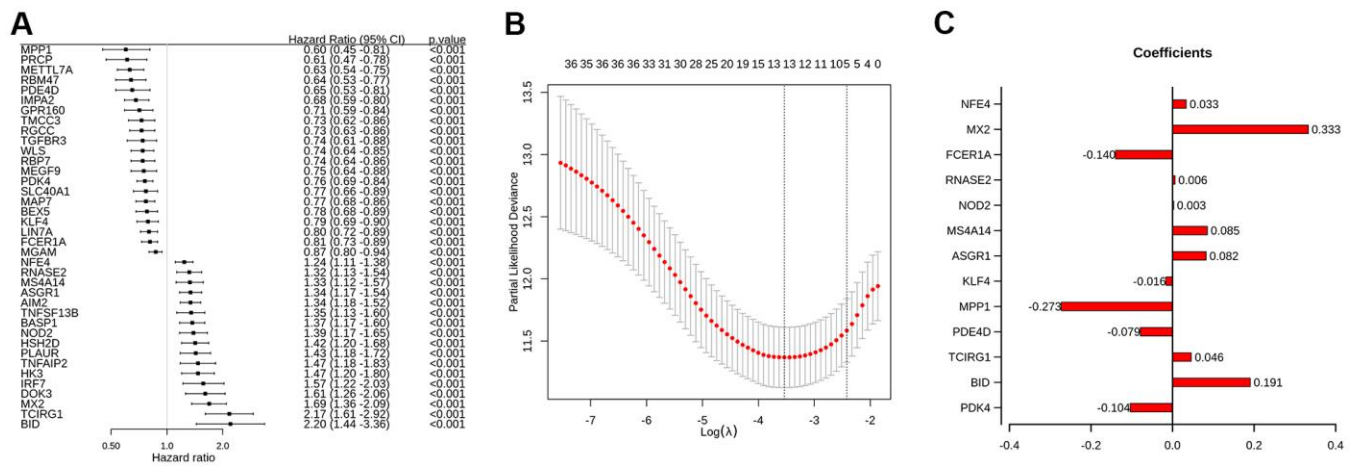 A
Hazard Ratio (95% CI) p.value
MPP1 0.60 (0.45 -0.81) <0.001
PRCP 0.61 (0.47 -0.78) <0.001
METTL7A 0.63 (0.54 -0.75) <0.001
RBM47 0.64 (0.53 -0.77) <0.001
PDE4D 0.65 (0.53 -0.81) <0.001
IMPA2 0.68 (0.59 -0.80) <0.001
GPR160 0.71 (0.59 -0.84) <0.001
TMCC3 0.73 (0.62 -0.86) <0.001
RGCC 0.73 (0.63 -0.86) <0.001
TGFBR3 0.74 (0.61 -0.88) <0.001
WLS 0.74 (0.64 -0.85) <0.001
RBP7 0.74 (0.64 -0.86) <0.001
MEGF9 0.75 (0.64 -0.88) <0.001
PDK4 0.76 (0.69 -0.84) <0.001
SLC40A1 0.77 (0.66 -0.89) <0.001
MAP7 0.77 (0.68 -0.86) <0.001
BEX5 0.78 (0.68 -0.89) <0.001
KLF4 0.79 (0.69 -0.90) <0.001
LIN7A 0.80 (0.72 -0.89) <0.001
FCER1A 0.81 (0.73 -0.89) <0.001
MGAM 0.87 (0.80 -0.94) <0.001
NFE4 1.24 (1.11 -1.38) <0.001
RNASE2 1.32 (1.13 -1.54) <0.001
MS4A14 1.33 (1.12 -1.57) <0.001
ASGR1 1.34 (1.17 -1.54) <0.001
AIM2 1.34 (1.18 -1.52) <0.001
TNFSF13B 1.35 (1.13 -1.60) <0.001
BASP1 1.37 (1.17 -1.60) <0.001
NOD2 1.39 (1.17 -1.65) <0.001
HSH2D 1.42 (1.20 -1.68) <0.001
PLAUR 1.43 (1.18 -1.72) <0.001
TNFAIP2 1.47 (1.18 -1.83) <0.001
HK3 1.47 (1.20 -1.80) <0.001
IRF7 1.57 (1.22 -2.03) <0.001
DOK3 1.61 (1.26 -2.06) <0.001
MX2 1.69 (1.36 -2.09) <0.001
TCIRG1 2.17 (1.61 -2.92) <0.001
BID 2.20 (1.44 -3.36) <0.001
0.50 1.0 2.0
Hazard ratio
B
36 35 36 36 36 33 31 30 28 25 25 20 19 15 13 13 12 11 105 5 4 0
Partial Likelihood Deviance
13.5
13.0
12.5
12.0
11.5
-7 -6 -5 -4 -3 -2
Log(λ)
C
Coefficients
NFE4 0.033
MX2 0.333
FCER1A -0.140
RNASE2 0.006
NOD2 0.003
MS4A14 0.085
ASGR1 0.082
KLF4 -0.016
MPP1 -0.273
PDE4D -0.079
TCIRG1 0.046
BID 0.191
PDK4 -0.104
-0.4 -0.2 0.0 0.2 0.4